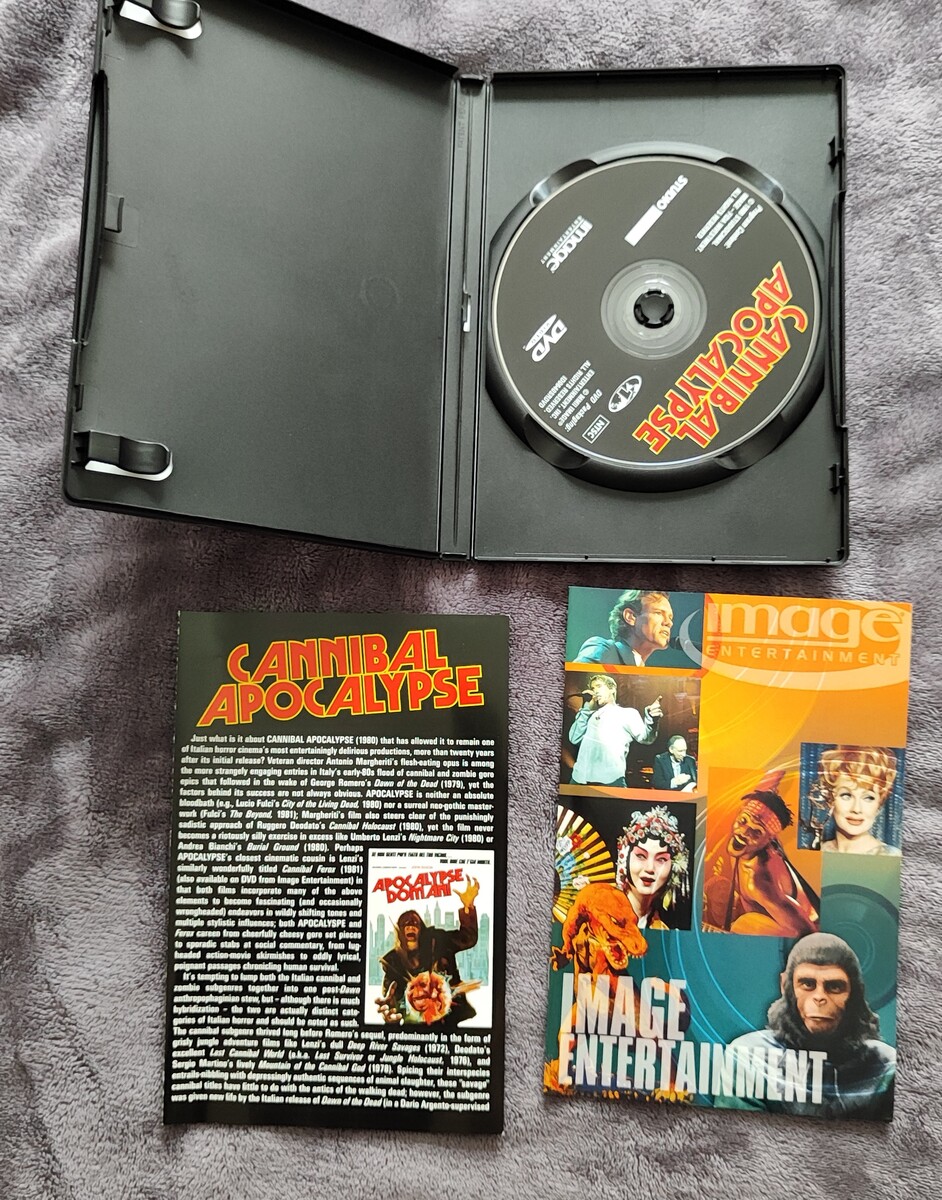 STUDIO
image
ENTERTAINMENT
ALL RIGHTS RESERVED.
CANNIBAL
APOCALYPSE
DVD
DVD Packaging:
ENTERTAINMENT, INC.
ALL RIGHTS RESERVED.
NTSC
CANNIBAL
APOCALYPSE
Just what is it about CANNIBAL APOCALYPSE (1980) that has allowed it to remain one
of Italian horror cinema's most entertainingly delirious productions, more than twenty years
after its initial release? Veteran director Antonio Margheriti's flesh-eating opus is among
the more strangely engaging entries in Italy's early-80s flood of cannibal and zombie gore
epics that followed in the wake of George Romero's Dawn of the Dead (1979), yet the
factors behind its success are not always obvious. APOCALYPSE is neither an absolute
bloodbath (e.g., Lucio Fulci's City of the Living Dead, 1980) nor a surreal neo-gothic master-
work (Fulci's The Beyond, 1981); Margheriti's film also steers clear of the punishingly
sadistic approach of Ruggero Deodato's Cannibal Holocaust (1980), yet the film never
becomes a riotously silly exercise in excess like Umberto Lenzi's Nightmare City (1980) or
Andrea Bianchi's Burial Ground (1980). Perhaps
APOCALYPSE's closest cinematic cousin is Lenzi's
similarly wonderfully titled Cannibal Ferox (1981)
(also available on DVD from Image Entertainment) in
that both films incorporate many of the above
elements to become fascinating (and occasionally
wrongheaded) endeavors in wildly shifting tones and
multiple stylistic influences; both APOCALYSPE and
Ferox careen from cheerfully cheesy gore set pieces
to sporadic stabs at social commentary, from lug-
headed action-movie skirmishes to oddly lyrical,
poignant passages chronicling human survival.
It's tempting to lump both the Italian cannibal and
zombie subgenres together into one post-Dawn
anthropophaginian stew, but - although there is much
hybridization - the two are actually distinct cate-
gories of Italian horror and should be noted as such.
The cannibal subgenre thrived long before Romero's sequel, predominantly in the form of
grisly jungle adventure films like Lenzi's dull Deep River Savages (1972), Deodato's
excellent Last Cannibal World (a.k.a. Last Survivor or Jungle Holocaust, 1976), and
Sergio Martino's lively Mountain of the Cannibal God (1978). Spicing their interspecies
flesh-nibbling with depressingly authentic sequences of animal slaughter, these "savage"
cannibal titles have little to do with the antics of the walking dead; however, the subgenre
was given new life by the Italian release of Dawn of the Dead (in a Dario Argento-supervised
APOCALYPSE
DOMANI
image
ENTERTAINMENT
IMAGE
ENTERTAINMENT